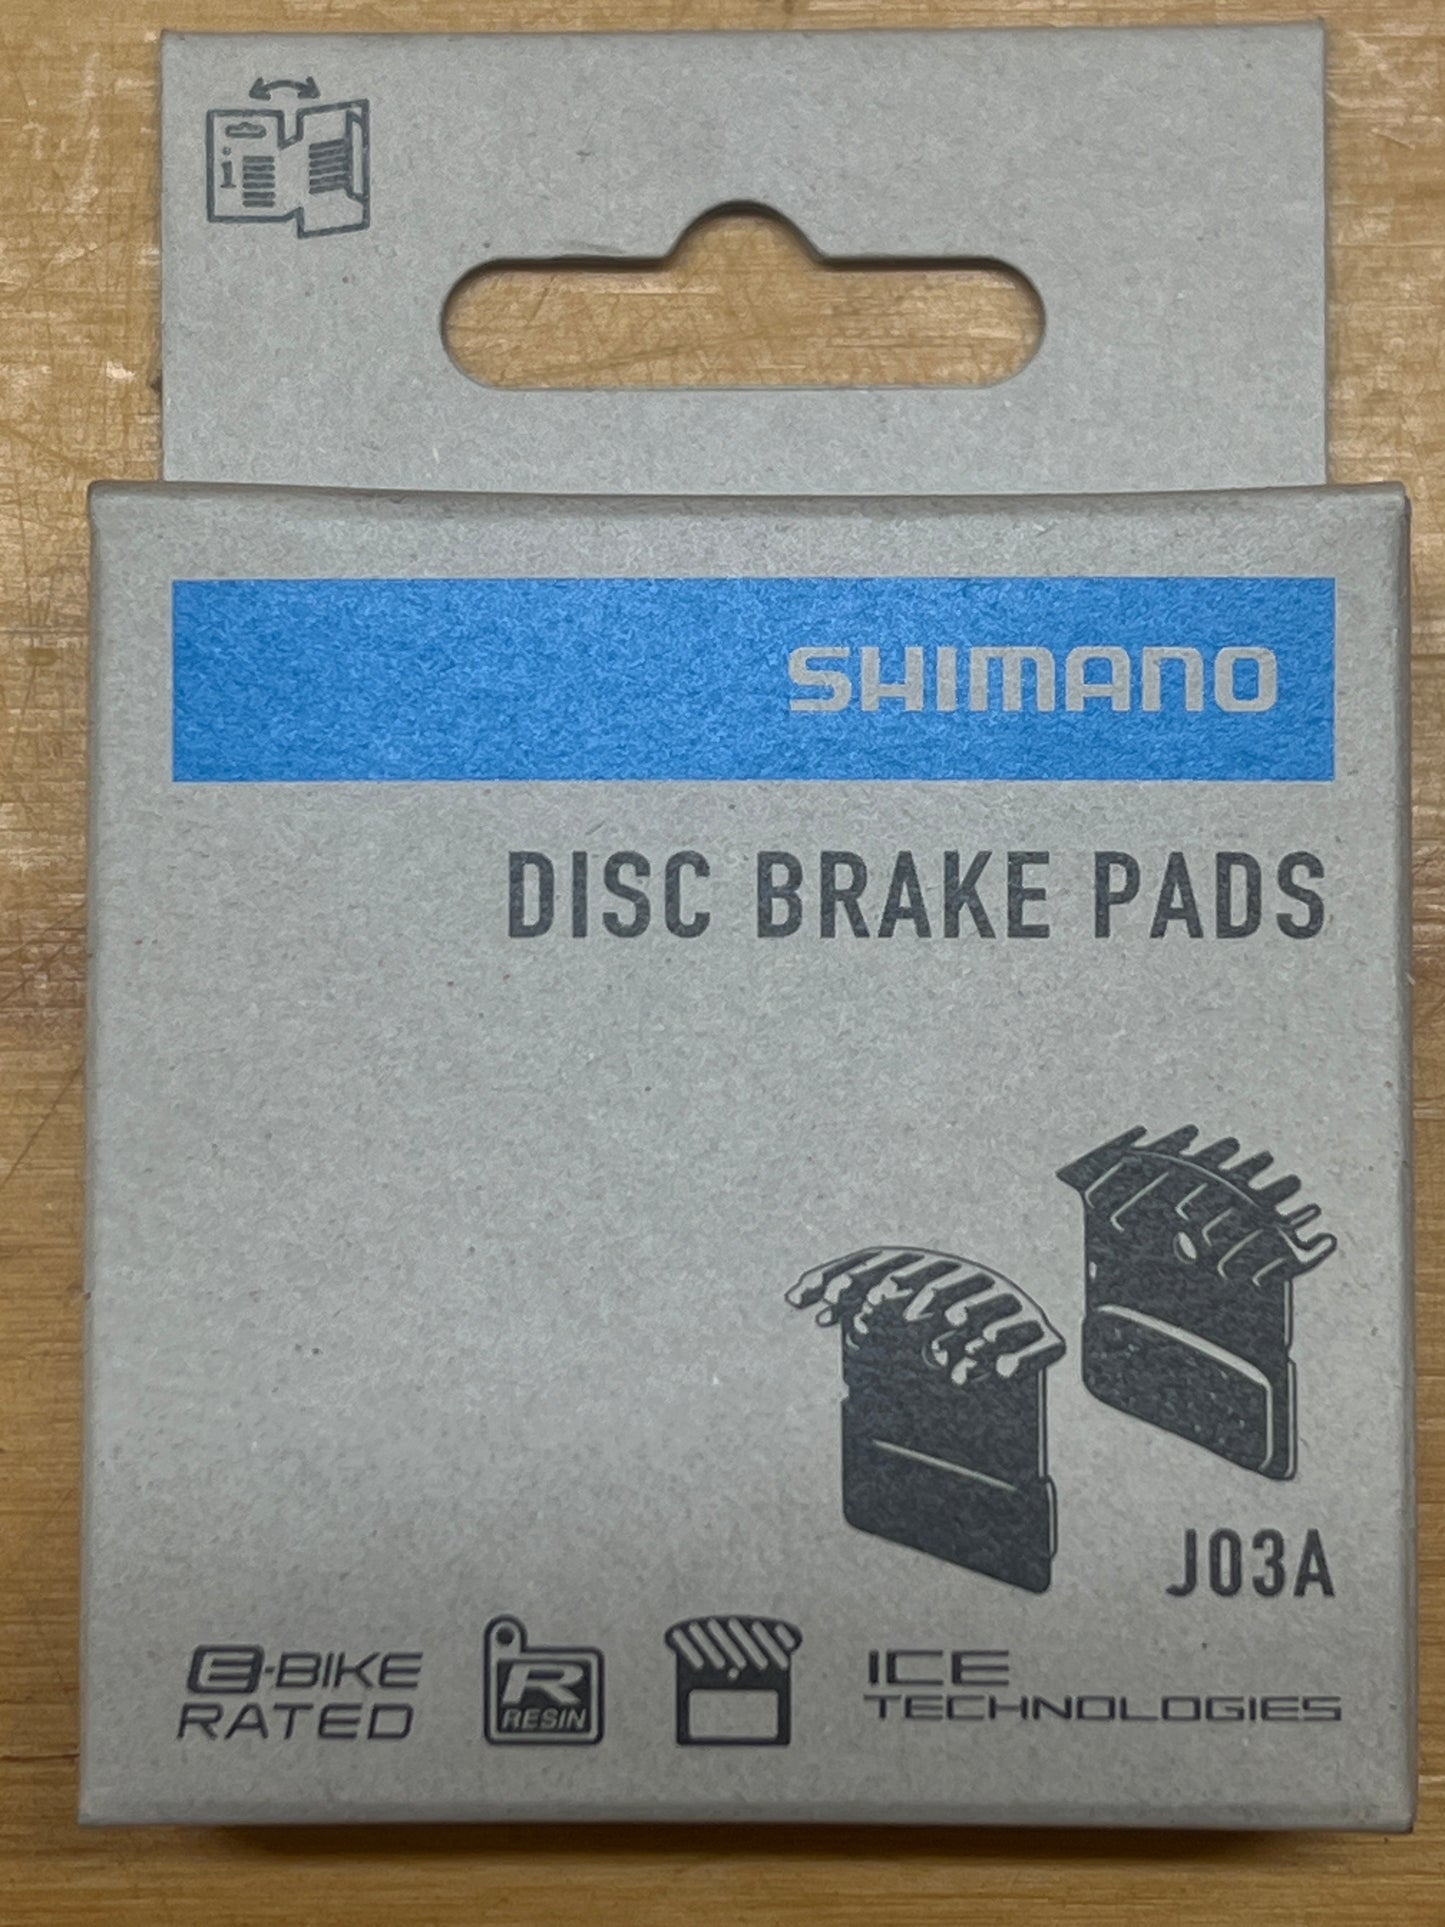 i
SHIMANO
DISC BRAKE PADS
J03A
E-BIKE
RATED
R
RESIN
ICE
TECHNOLOGIES